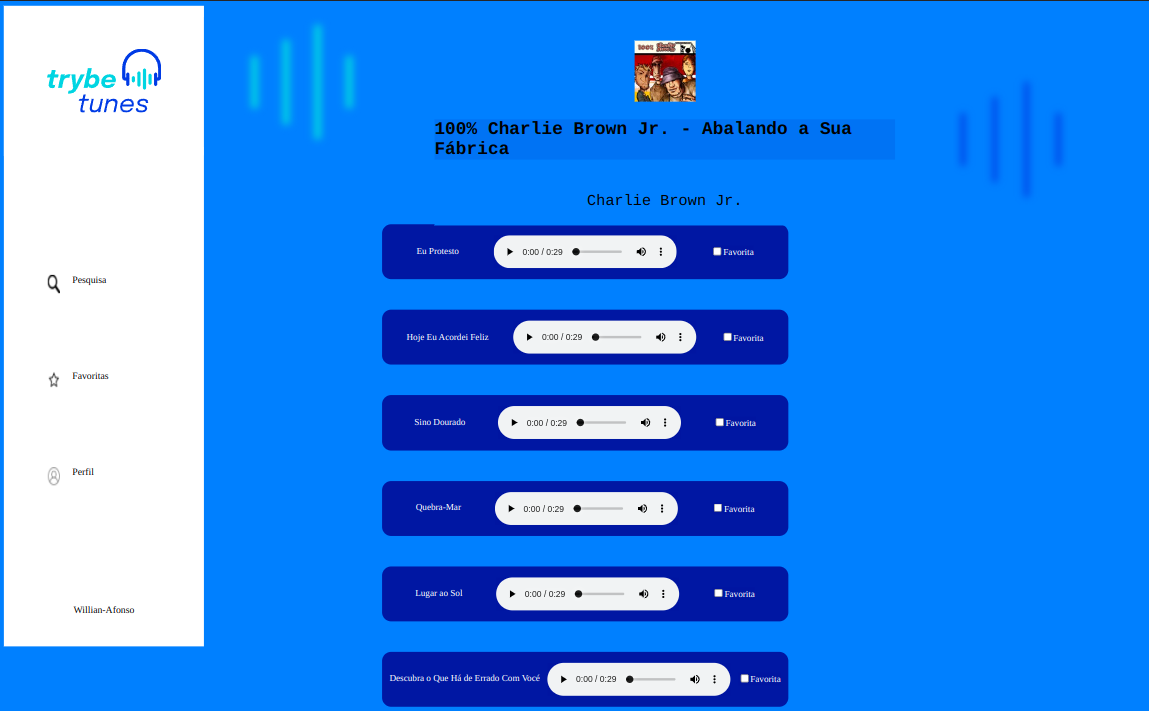 trybe
tunes
Pesquisa
Favoritas
Perfil
Willian-Afonso
100%
100% Charlie Brown Jr. - Abalando a Sua
Fábrica
Charlie Brown Jr.
Eu Protesto 0:00 / 0:29 Favorita
Hoje Eu Acordei Feliz 0:00 / 0:29 Favorita
Sino Dourado 0:00 / 0:29 Favorita
Quebra-Mar 0:00 / 0:29 Favorita
Lugar ao Sol 0:00 / 0:29 Favorita
Descubra o Que Há de Errado Com Você 0:00 / 0:29 Favorita